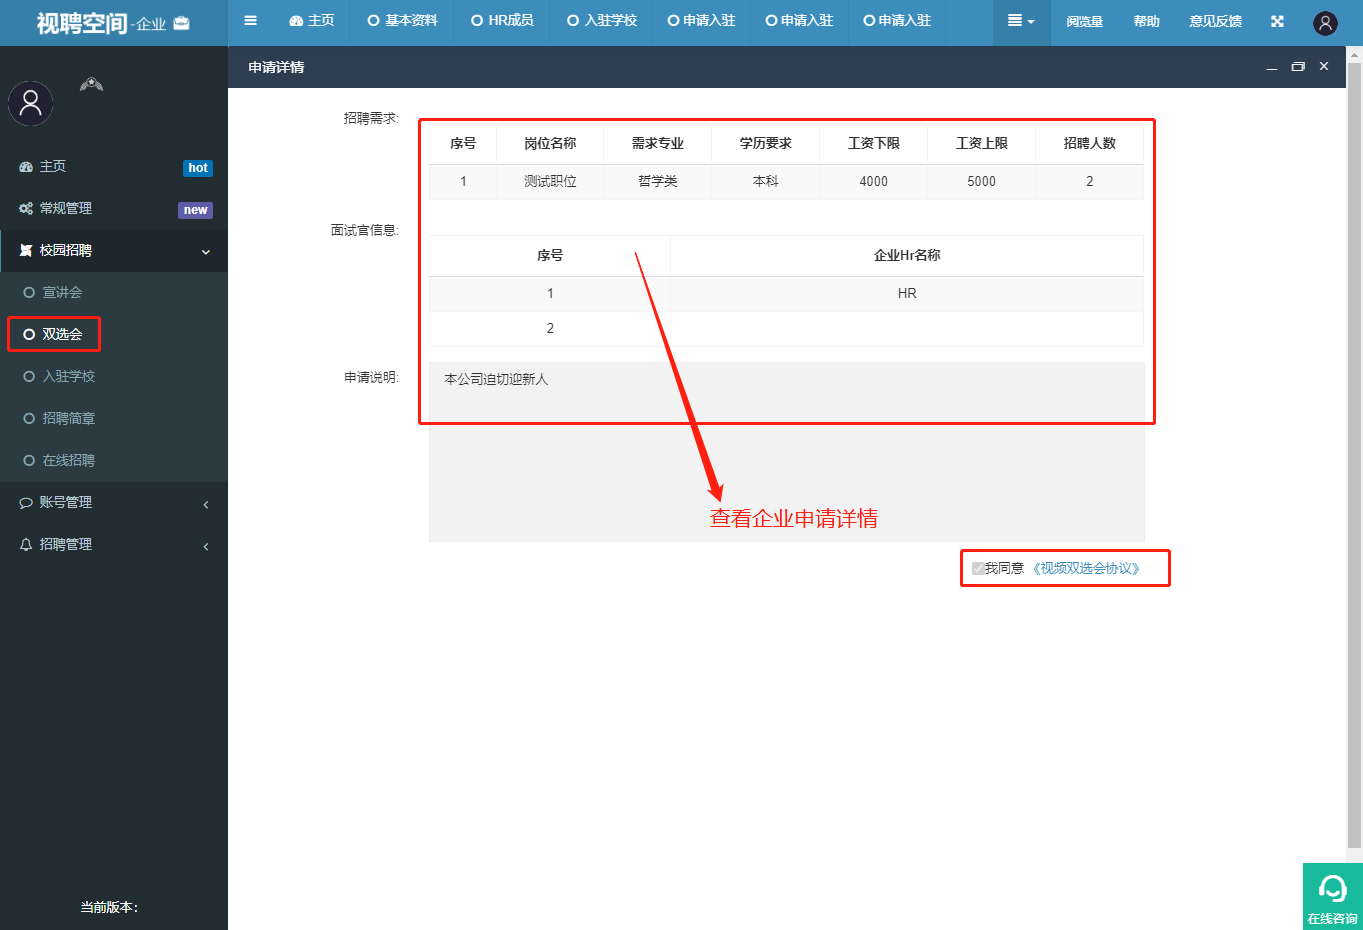 视聘空间-企业
主页
基本资料
HR成员
入驻学校
申请入驻
申请入驻
申请入驻
阅览量
帮助
意见反馈
申请详情
主页
hot
常规管理
new
校园招聘
宣讲会
双选会
入驻学校
招聘简章
在线招聘
账号管理
招聘管理
当前版本:
招聘需求:
序号 岗位名称 需求专业 学历要求 工资下限 工资上限 招聘人数
1 测试职位 哲学类 本科 4000 5000 2
面试官信息:
序号 企业Hr名称
1 HR
2
申请说明:
本公司迫切迎新人
查看企业申请详情
我同意 《视频双选会协议》
在线咨询